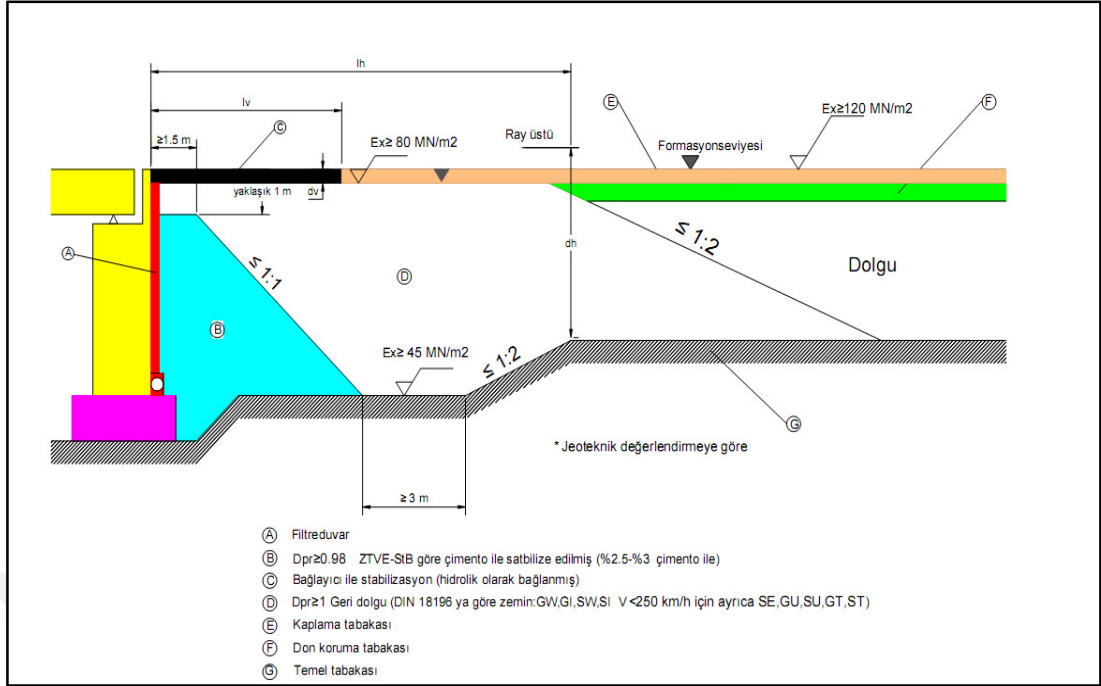 lh
lv
≥1.5 m
C
Ex≥ 80 MN/m2
Ray üstü
E
Ex≥120 MN/m2
F
Formasyonseviyesi
yaklaşık 1 m
dv
A
≤ 1:1
dh
≤ 1:2
Dolgu
D
B
Ex≥ 45 MN/m2
≤ 1:2
G
* Jeoteknik değerlendirmeye göre
≥ 3 m
A Filtreduvar
B Dpr≥0.98 ZTVE-StB göre çimento ile satbilize edilmiş (%2.5-%3 çimento ile)
C Bağlayıcı ile stabilizasyon (hidrolik olarak bağlanmış)
D Dpr≥1 Geri dolgu (DIN 18196 ya göre zemin:GW,GI,SW,SI V <250 km/h için ayrıca SE,GU,SU,GT,ST)
E Kaplama tabakası
F Don koruma tabakası
G Temel tabakası